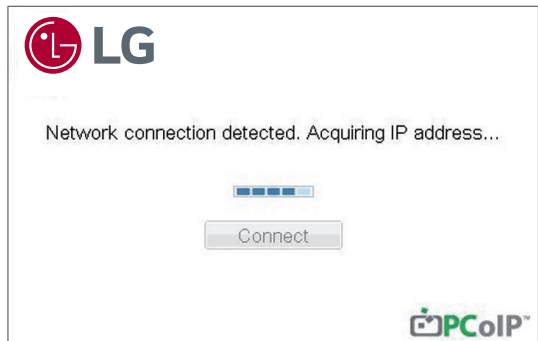 LG
Network connection detected. Acquiring IP address...
Connect
PCoIP™